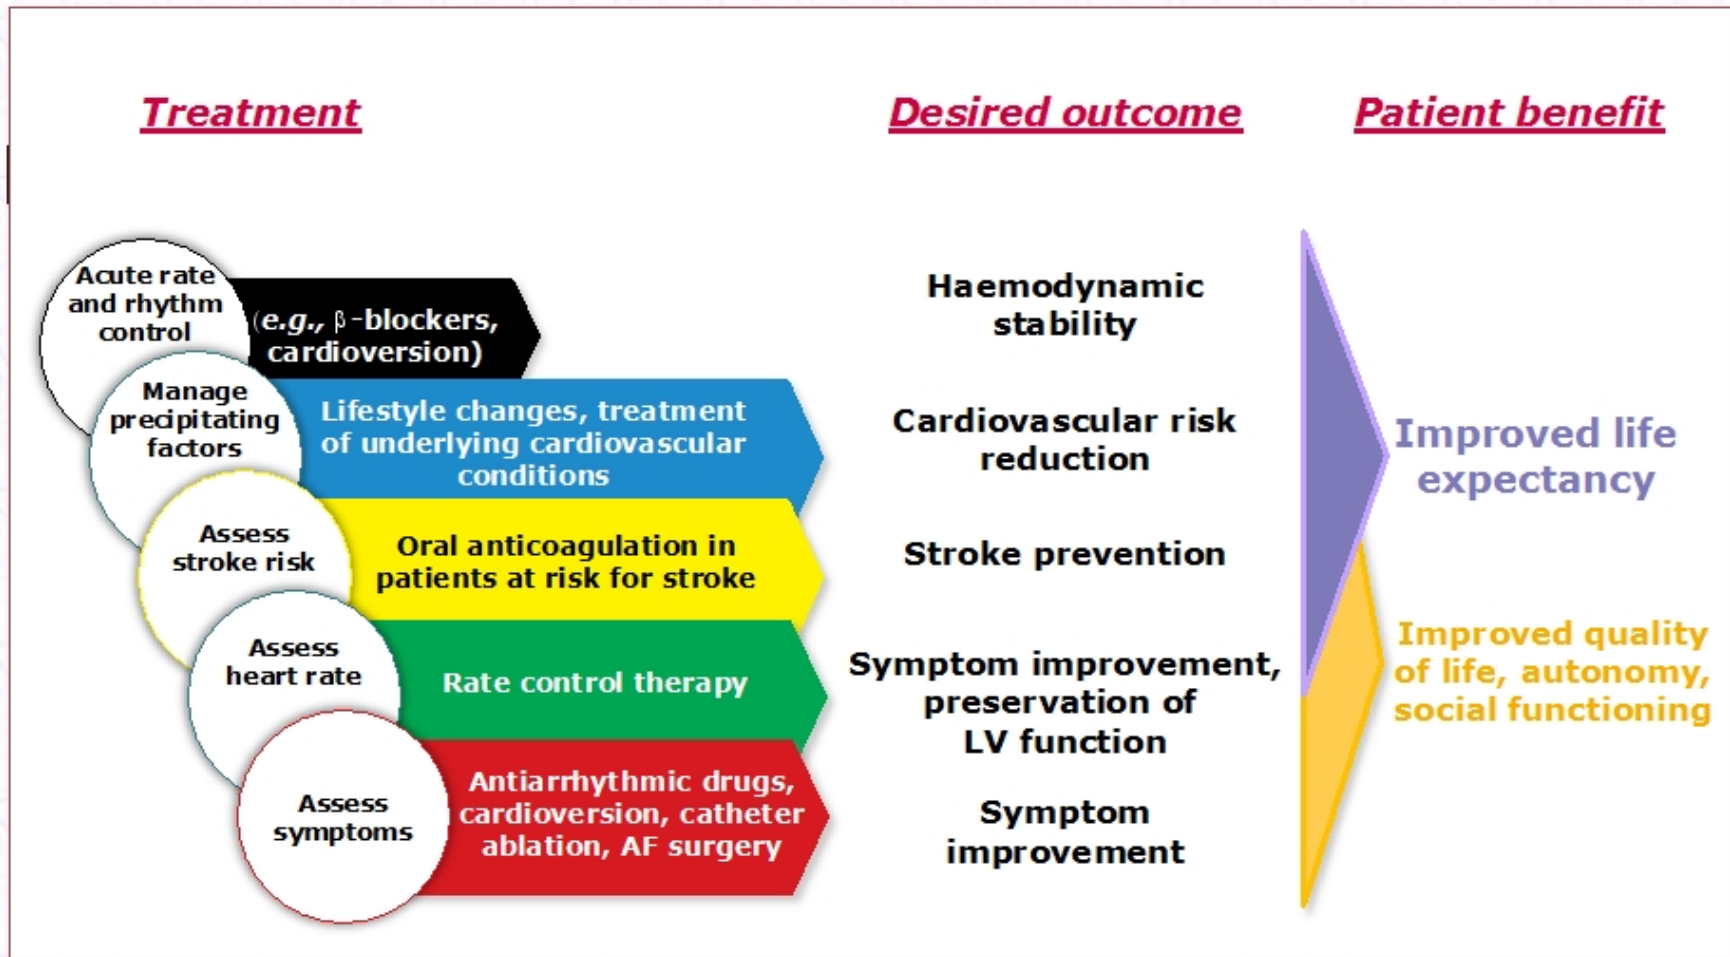 Treatment
Desired outcome
Patient benefit
Acute rate
and rhythm
control
(e.g., β-blockers,
cardioversion)
Haemodynamic
stability
Manage
precipitating
factors
Lifestyle changes, treatment
of underlying cardiovascular
conditions
Cardiovascular risk
reduction
Improved life
expectancy
Assess
stroke risk
Oral anticoagulation in
patients at risk for stroke
Stroke prevention
Assess
heart rate
Rate control therapy
Symptom improvement,
preservation of
LV function
Improved quality
of life, autonomy,
social functioning
Assess
symptoms
Antiarrhythmic drugs,
cardioversion, catheter
ablation, AF surgery
Symptom
improvement